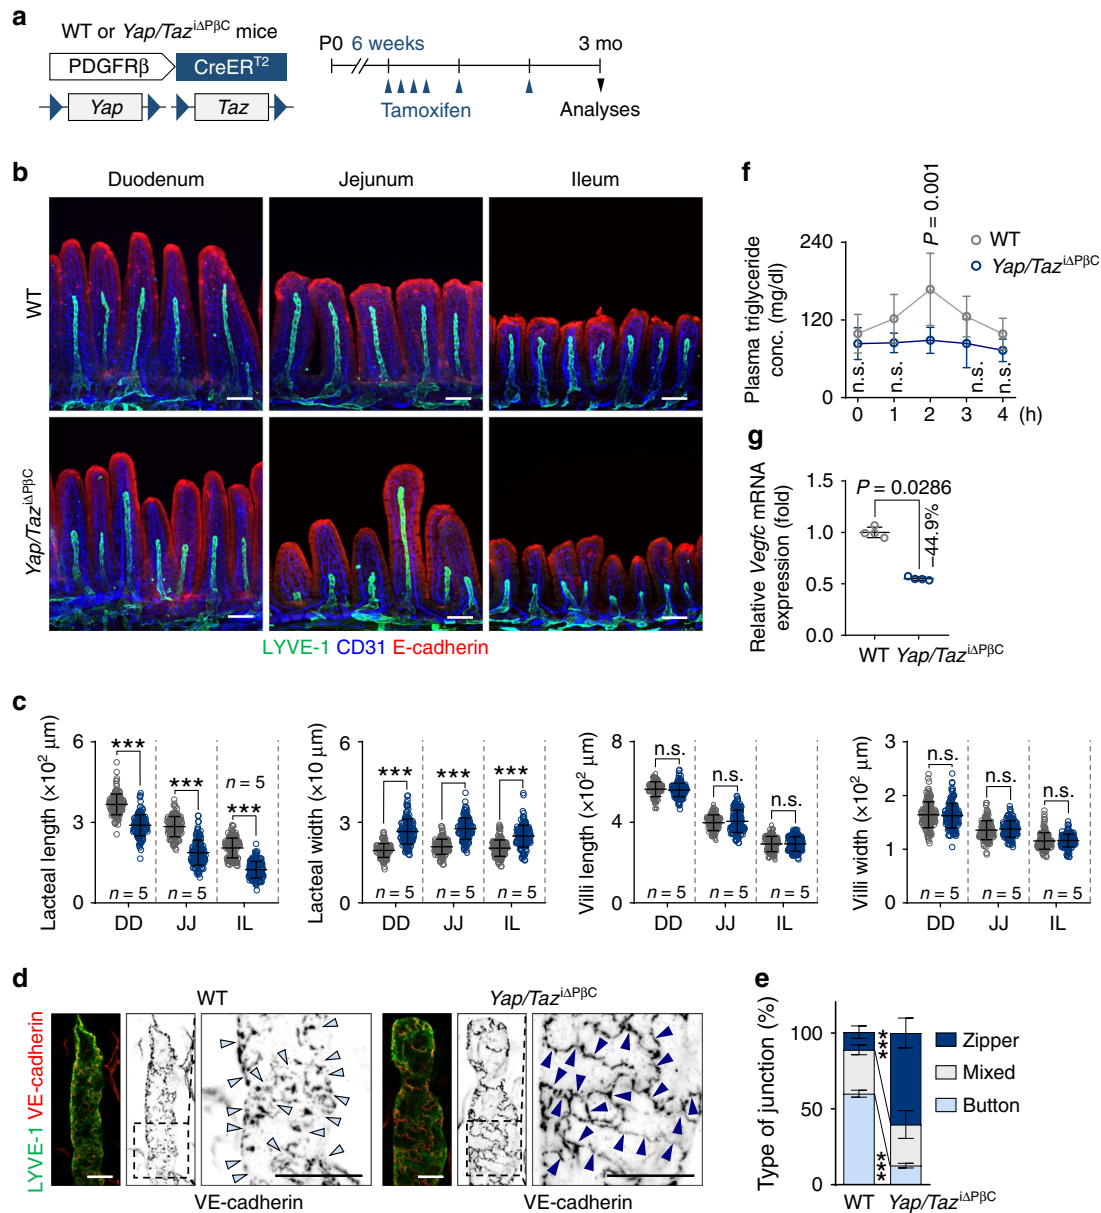 a
WT or Yap/Taz^iΔPβC mice
PDGFRβ CreER^T2
Yap Taz
P0 6 weeks 3 mo
Tamoxifen Analyses
b
Duodenum Jejunum Ileum
WT
Yap/Taz^iΔPβC
LYVE-1 CD31 E-cadherin
f
Plasma triglyceride
conc. (mg/dl)
240
120
0
P = 0.001
WT
Yap/Taz^iΔPβC
n.s. n.s. n.s. n.s.
0 1 2 3 4 (h)
g
Relative Vegfc mRNA
expression (fold)
1.5
1.0
0.5
0.0
P = 0.0286
–44.9%
WT Yap/Taz^iΔPβC
c
Lacteal length (×10² μm)
6
3
0
***
***
n = 5
***
n = 5 n = 5
DD JJ IL
Lacteal width (×10 μm)
6
3
0
*** *** ***
n = 5 n = 5 n = 5
DD JJ IL
Villi length (×10² μm)
8
4
0
n.s.
n.s.
n.s.
n = 5 n = 5 n = 5
DD JJ IL
Villi width (×10² μm)
3
2
1
0
n.s.
n.s.
n.s.
n = 5 n = 5 n = 5
DD JJ IL
d
WT Yap/Taz^iΔPβC
LYVE-1 VE-cadherin
VE-cadherin VE-cadherin
e
Type of junction (%)
100
50
0
***
***
Zipper
Mixed
Button
WT Yap/Taz^iΔPβC